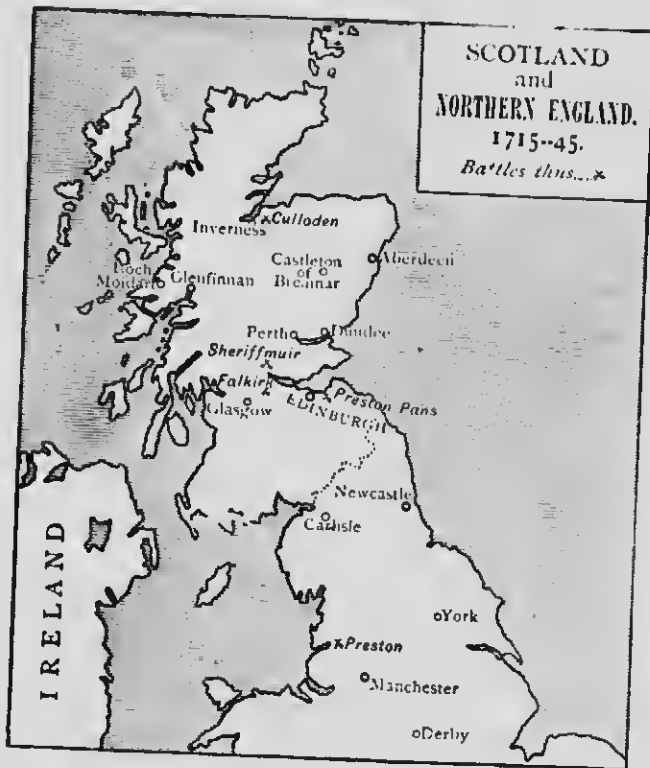 SCOTLAND
and
NORTHERN ENGLAND.
1715--45.
Battles thus...x
Culloden
Inverness
Castleton
of
Braemar
Aberdeen
Loch
Moidart
Glenfinnan
Perth
Dundee
Sheriffmuir
Falkirk
Glasgow
EDINBURGH
Preston Pans
Newcastle
Carlisle
IRELAND
York
Preston
Manchester
Derby